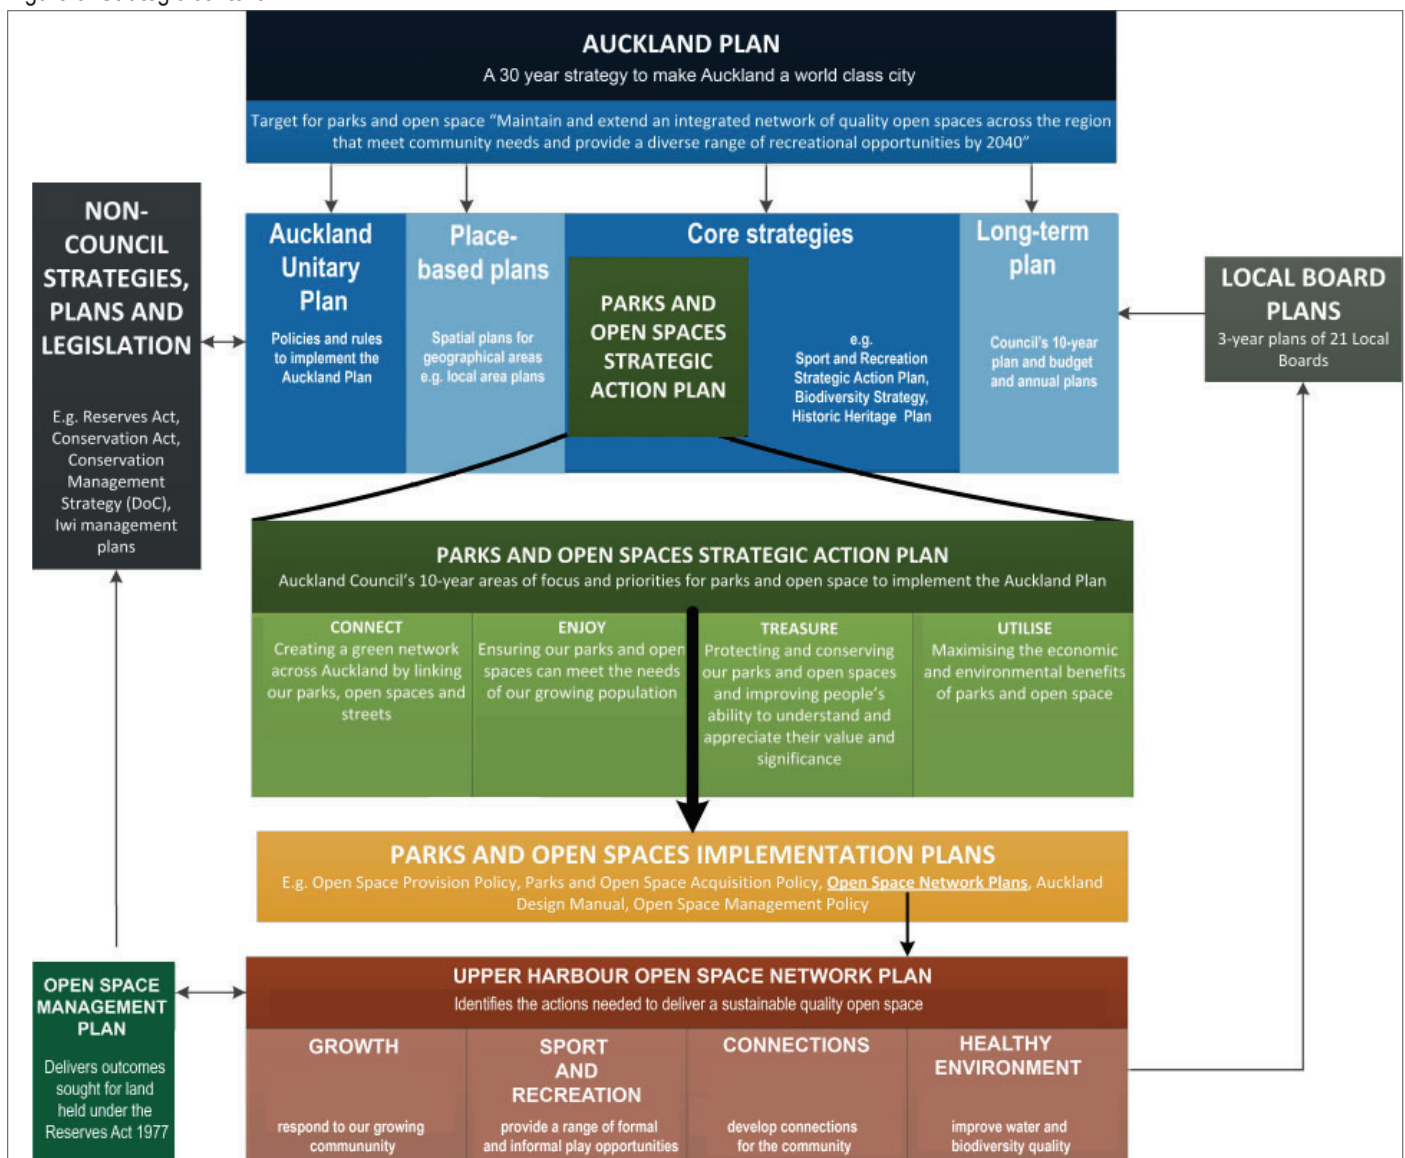 AUCKLAND PLAN
A 30 year strategy to make Auckland a world class city
Target for parks and open space “Maintain and extend an integrated network of quality open spaces across the region
that meet community needs and provide a diverse range of recreational opportunities by 2040”
NON-
COUNCIL
STRATEGIES,
PLANS AND
LEGISLATION
E.g. Reserves Act,
Conservation Act,
Conservation
Management
Strategy (DoC),
Iwi management
plans
Auckland
Unitary
Plan
Policies and rules
to implement the
Auckland Plan
Place-
based plans
Spatial plans for
geographical areas
e.g. local area plans
Core strategies
PARKS AND
OPEN SPACES
STRATEGIC
ACTION PLAN
e.g.
Sport and Recreation
Strategic Action Plan,
Biodiversity Strategy,
Historic Heritage Plan
Long-term
plan
Council’s 10-year
plan and budget
and annual plans
LOCAL BOARD
PLANS
3-year plans of 21 Local
Boards
PARKS AND OPEN SPACES STRATEGIC ACTION PLAN
Auckland Council’s 10-year areas of focus and priorities for parks and open space to implement the Auckland Plan
CONNECT
Creating a green network
across Auckland by linking
our parks, open spaces and
streets
ENJOY
Ensuring our parks and open
spaces can meet the needs
of our growing population
TREASURE
Protecting and conserving
our parks and open spaces
and improving people’s
ability to understand and
appreciate their value and
significance
UTILISE
Maximising the economic
and environmental benefits
of parks and open space
PARKS AND OPEN SPACES IMPLEMENTATION PLANS
E.g. Open Space Provision Policy, Parks and Open Space Acquisition Policy, Open Space Network Plans, Auckland
Design Manual, Open Space Management Policy
OPEN SPACE
MANAGEMENT
PLAN
Delivers outcomes
sought for land
held under the
Reserves Act 1977
UPPER HARBOUR OPEN SPACE NETWORK PLAN
Identifies the actions needed to deliver a sustainable quality open space
GROWTH
respond to our growing
commununity
SPORT
AND
RECREATION
provide a range of formal
and informal play opportunities
CONNECTIONS
develop connections
for the community
HEALTHY
ENVIRONMENT
improve water and
biodiversity quality